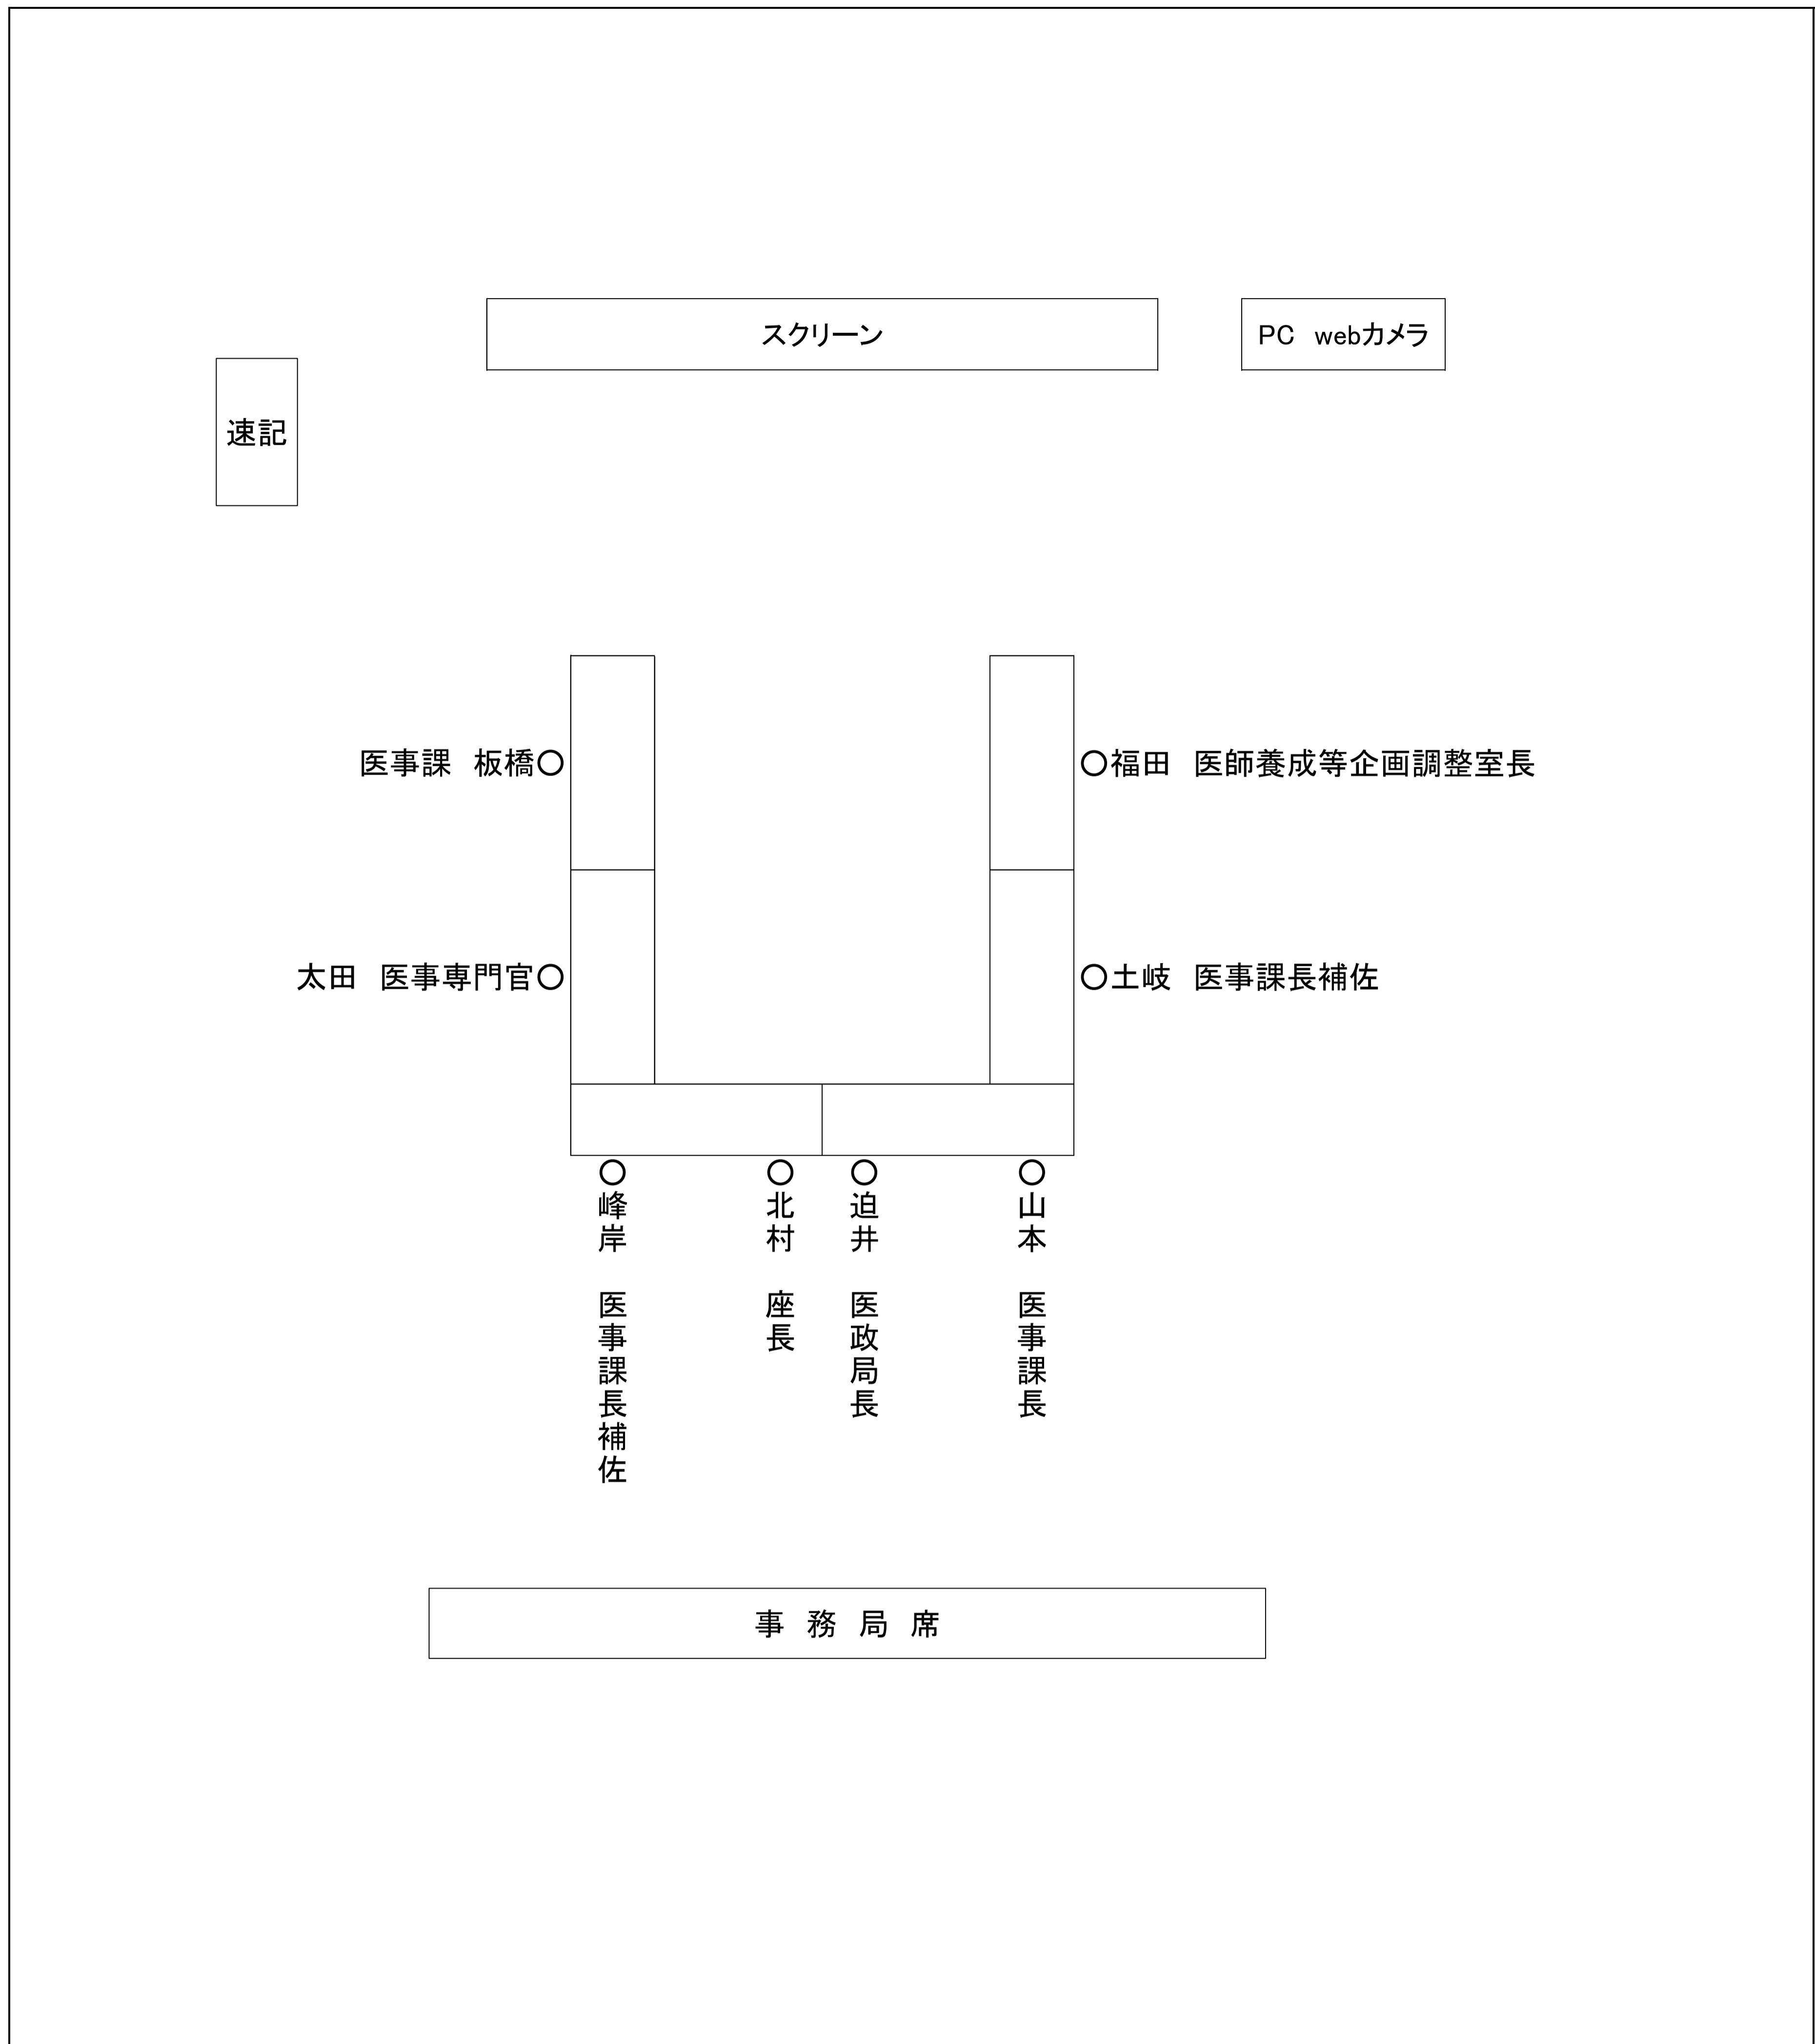 スクリーン
PC　webカメラ
速記
医事課　板橋○
○福田　医師養成等企画調整室長
太田　医事専門官○
○土岐　医事課長補佐
○峰岸　医事課長補佐
○北村　座長
○迫井　医政局長
○山本　医事課長
事　務　局　席